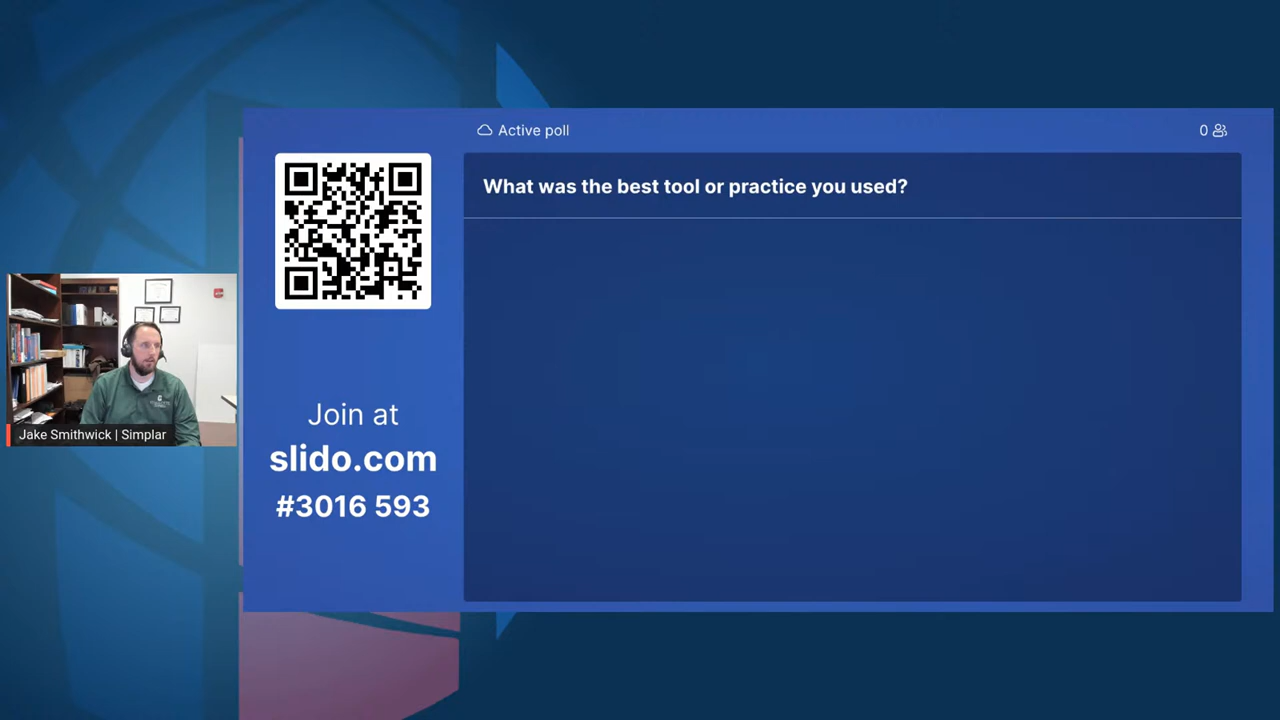 Active poll
0
What was the best tool or practice you used?
Join at
slido.com
#3016 593
Jake Smithwick | Simplar